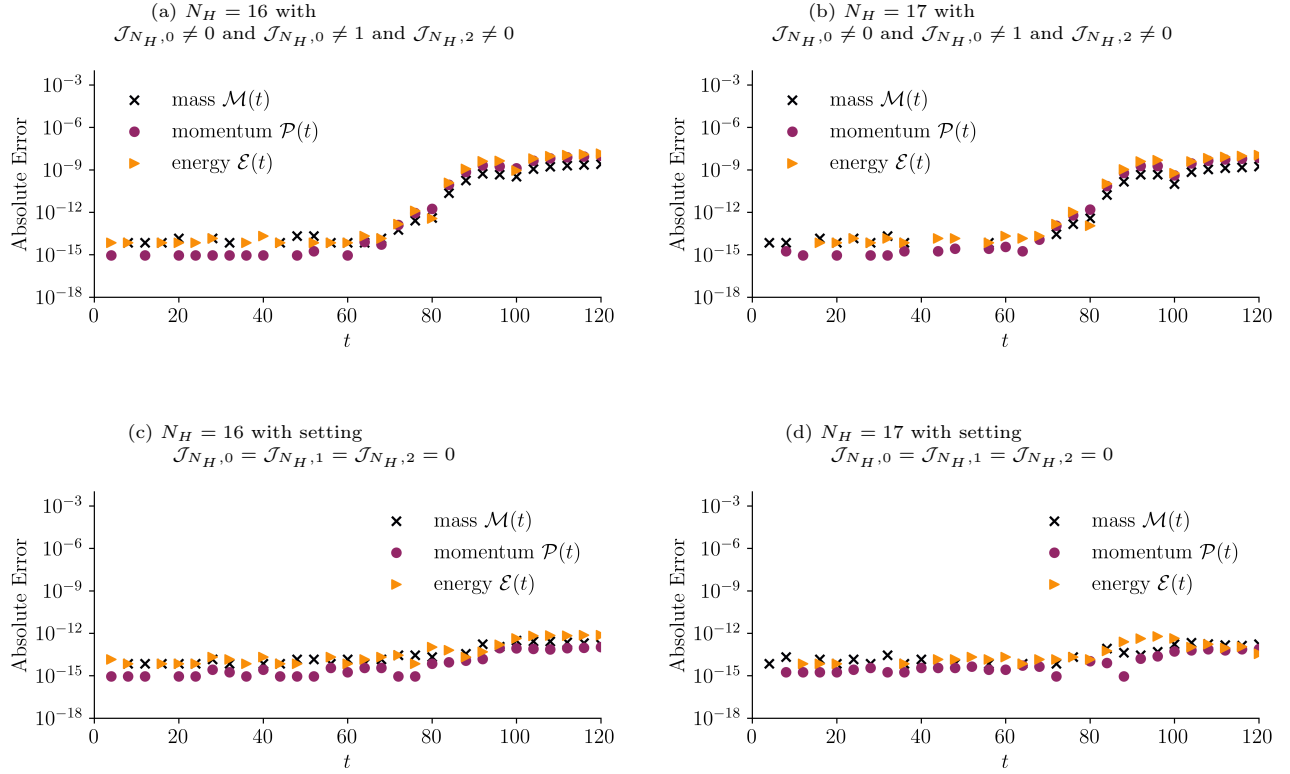 (a) N_H = 16 with
𝒥_{N_H,0} ≠ 0 and 𝒥_{N_H,0} ≠ 1 and 𝒥_{N_H,2} ≠ 0
10^{-3}
10^{-6}
10^{-9}
10^{-12}
10^{-15}
10^{-18}
Absolute Error
mass ℳ(t)
momentum 𝒫(t)
energy ℰ(t)
0 20 40 60 80 100 120
t
(b) N_H = 17 with
𝒥_{N_H,0} ≠ 0 and 𝒥_{N_H,0} ≠ 1 and 𝒥_{N_H,2} ≠ 0
10^{-3}
10^{-6}
10^{-9}
10^{-12}
10^{-15}
10^{-18}
Absolute Error
mass ℳ(t)
momentum 𝒫(t)
energy ℰ(t)
0 20 40 60 80 100 120
t
(c) N_H = 16 with setting
𝒥_{N_H,0} = 𝒥_{N_H,1} = 𝒥_{N_H,2} = 0
10^{-3}
10^{-6}
10^{-9}
10^{-12}
10^{-15}
10^{-18}
Absolute Error
mass ℳ(t)
momentum 𝒫(t)
energy ℰ(t)
0 20 40 60 80 100 120
t
(d) N_H = 17 with setting
𝒥_{N_H,0} = 𝒥_{N_H,1} = 𝒥_{N_H,2} = 0
10^{-3}
10^{-6}
10^{-9}
10^{-12}
10^{-15}
10^{-18}
Absolute Error
mass ℳ(t)
momentum 𝒫(t)
energy ℰ(t)
0 20 40 60 80 100 120
t